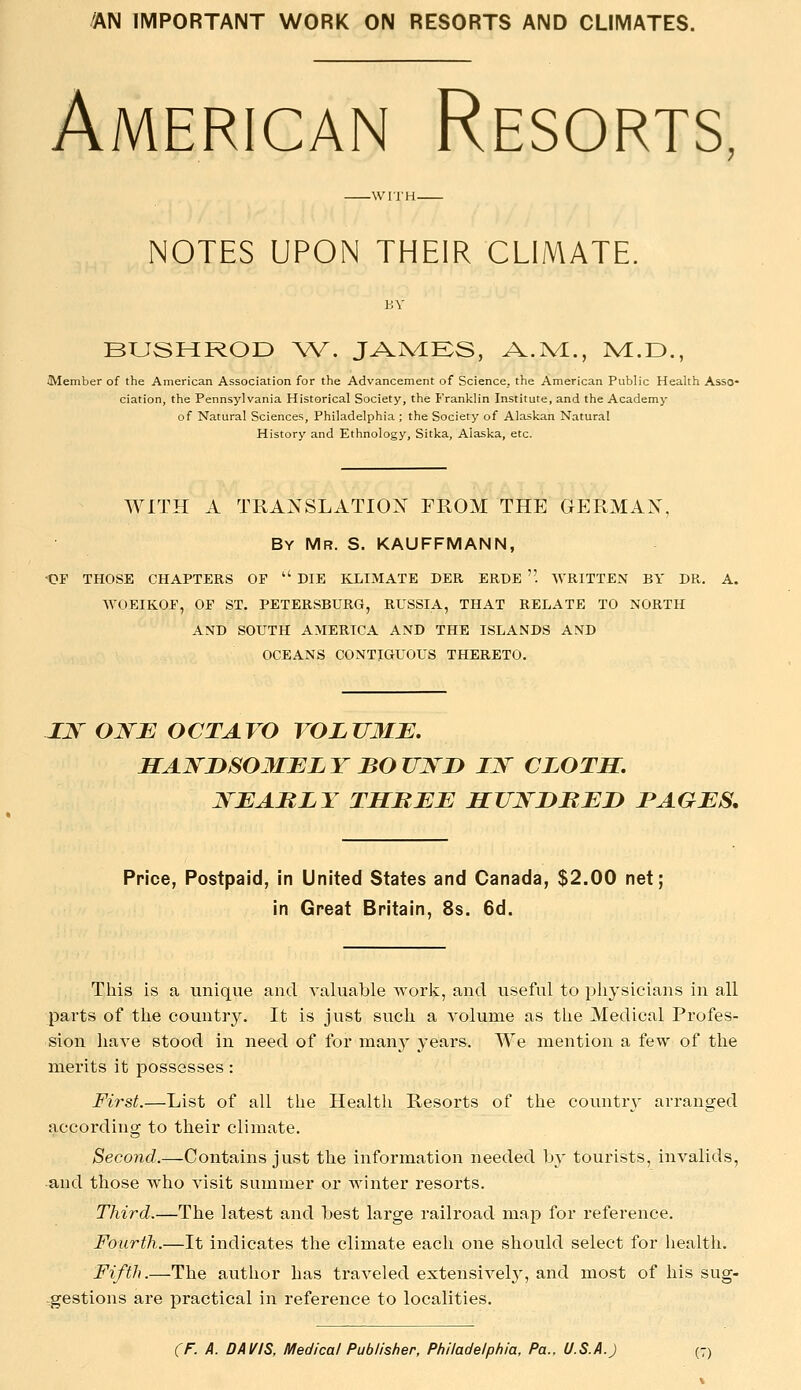 AN IMPORTANT WORK ON RESORTS AND CLIMATES.
AMERICAN RESORTS,
—WITH—
NOTES UPON THEIR CLIMATE.
BY
BUSHROD W. JAMES, A.M., M.D.,
Member of the American Association for the Advancement of Science, the American Public Health Asso-
ciation, the Pennsylvania Historical Society, the Franklin Institute, and the Academy
of Natural Sciences, Philadelphia; the Society of Alaskan Natural
History and Ethnology, Sitka, Alaska, etc.
WITH A TRANSLATION FROM THE GERMAN,
BY MR. S. KAUFFMANN,
OF THOSE CHAPTERS OF "DIE KLIMATE DER ERDE". WRITTEN BY DR. A.
WOEIKOF, OF ST. PETERSBURG, RUSSIA, THAT RELATE TO NORTH
AND SOUTH AMERICA AND THE ISLANDS AND
OCEANS CONTIGUOUS THERETO.
IN ONE OCTAVO VOLUME.
HANDSOMELY BOUND IN CLOTH.
NEARLY THREE HUNDRED PAGES.
Price, Postpaid, in United States and Canada, $2.00 net;
in Great Britain, 8s. 6d.
This is a unique and valuable work, and useful to physicians in all
parts of the country. It is just such a volume as the Medical Profes-
sion have stood in need of for many years. We mention a few of the
merits it possesses:
First.—List of all the Health Resorts of the country arranged
according to their climate.
Second.—Contains just the information needed by tourists, invalids,
and those who visit summer or winter resorts.
Third.—The latest and best large railroad map for reference.
Fourth.—It indicates the climate each one should select for health.
Fifth.—The author has traveled extensively, and most of his sug-
gestions are practical in reference to localities.
(F. A. DAVIS, Medical Publisher, Philadelphia, Pa., U.S.A.) (7)